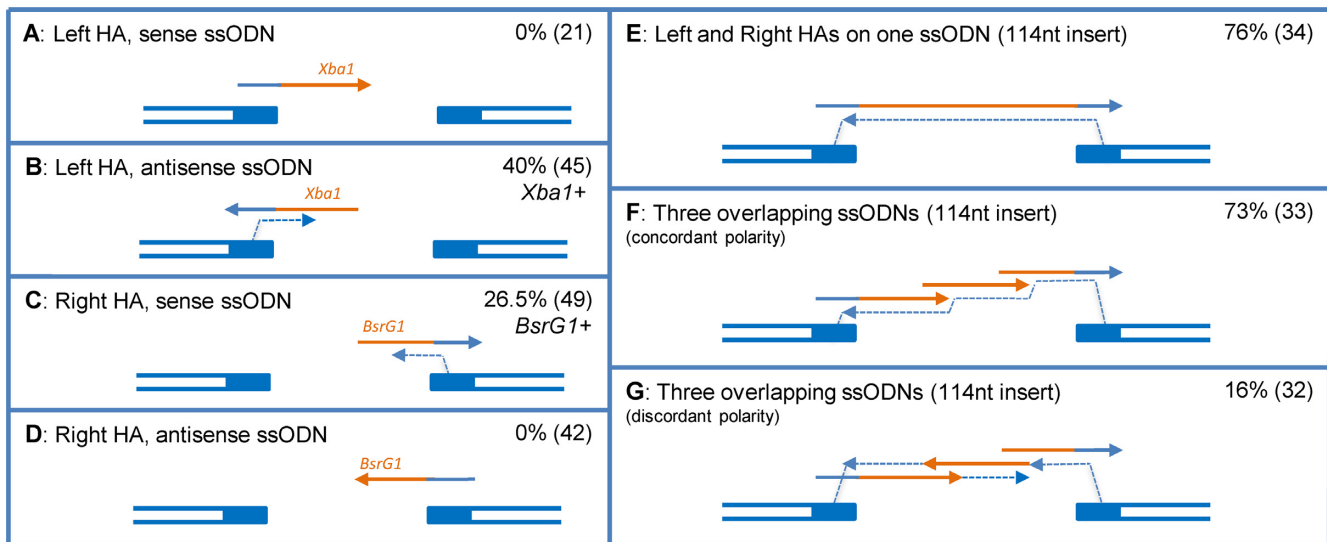 A: Left HA, sense ssODN 0% (21)
Xba1
B: Left HA, antisense ssODN 40% (45)
Xba1+
Xba1
C: Right HA, sense ssODN 26.5% (49)
BsrG1+
BsrG1
D: Right HA, antisense ssODN 0% (42)
BsrG1
E: Left and Right HAs on one ssODN (114nt insert) 76% (34)
F: Three overlapping ssODNs (114nt insert) 73% (33)
(concordant polarity)
G: Three overlapping ssODNs (114nt insert) 16% (32)
(discordant polarity)